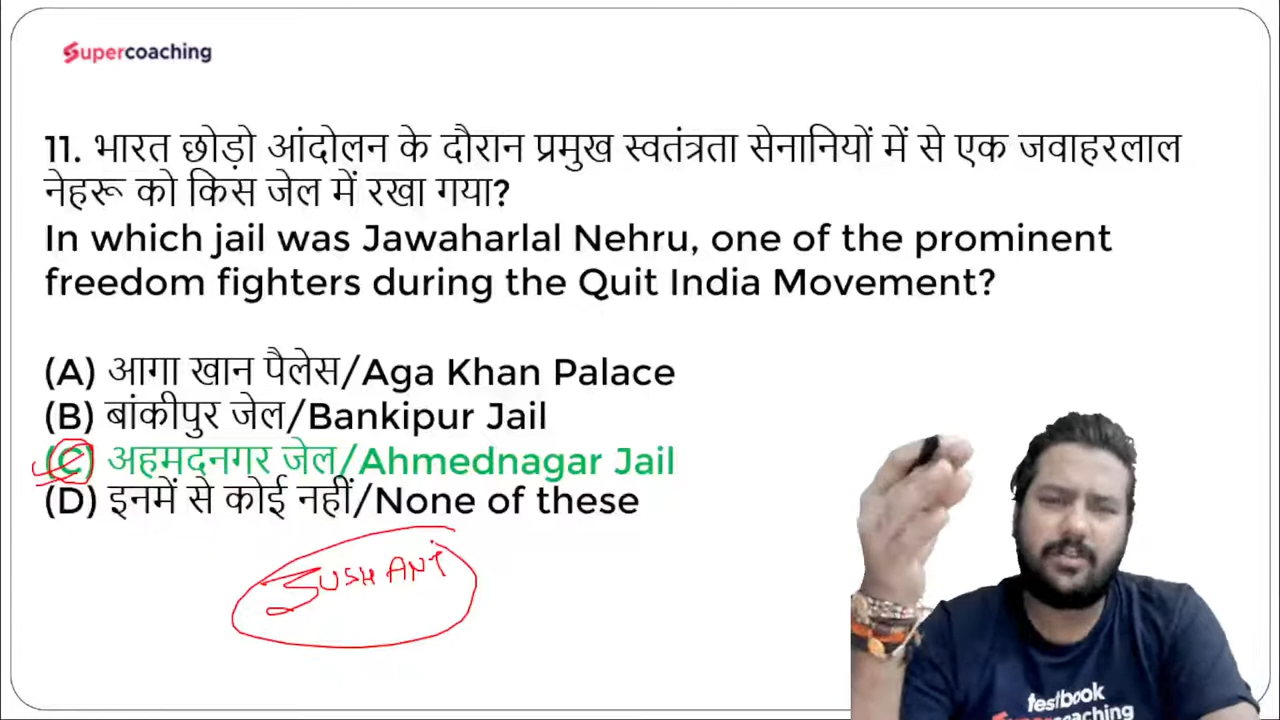 Supercoaching
11. भारत छोड़ो आंदोलन के दौरान प्रमुख स्वतंत्रता सेनानियों में से एक जवाहरलाल
नेहरू को किस जेल में रखा गया?
In which jail was Jawaharlal Nehru, one of the prominent
freedom fighters during the Quit India Movement?
(A) आगा खान पैलेस/Aga Khan Palace
(B) बांकीपुर जेल/Bankipur Jail
(C) अहमदनगर जेल/Ahmednagar Jail
(D) इनमें से कोई नहीं/None of these
SUSHANT
testbook
Supercoaching